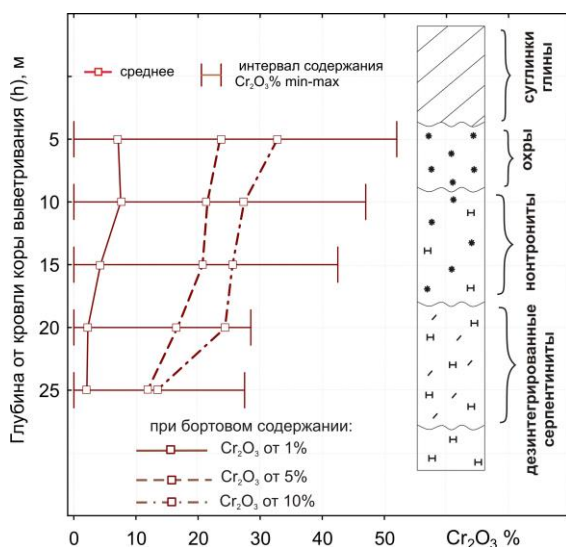 среднее
интервал содержания
Cr₂O₃% min-max
Глубина от кровли коры выветривания (h), м
5
10
15
20
25
суглинки
глины
охры
нонтрониты
дезинтегрированные
серпентиниты
при бортовом содержании:
Cr₂O₃ от 1%
Cr₂O₃ от 5%
Cr₂O₃ от 10%
0 10 20 30 40 50 Cr₂O₃ %